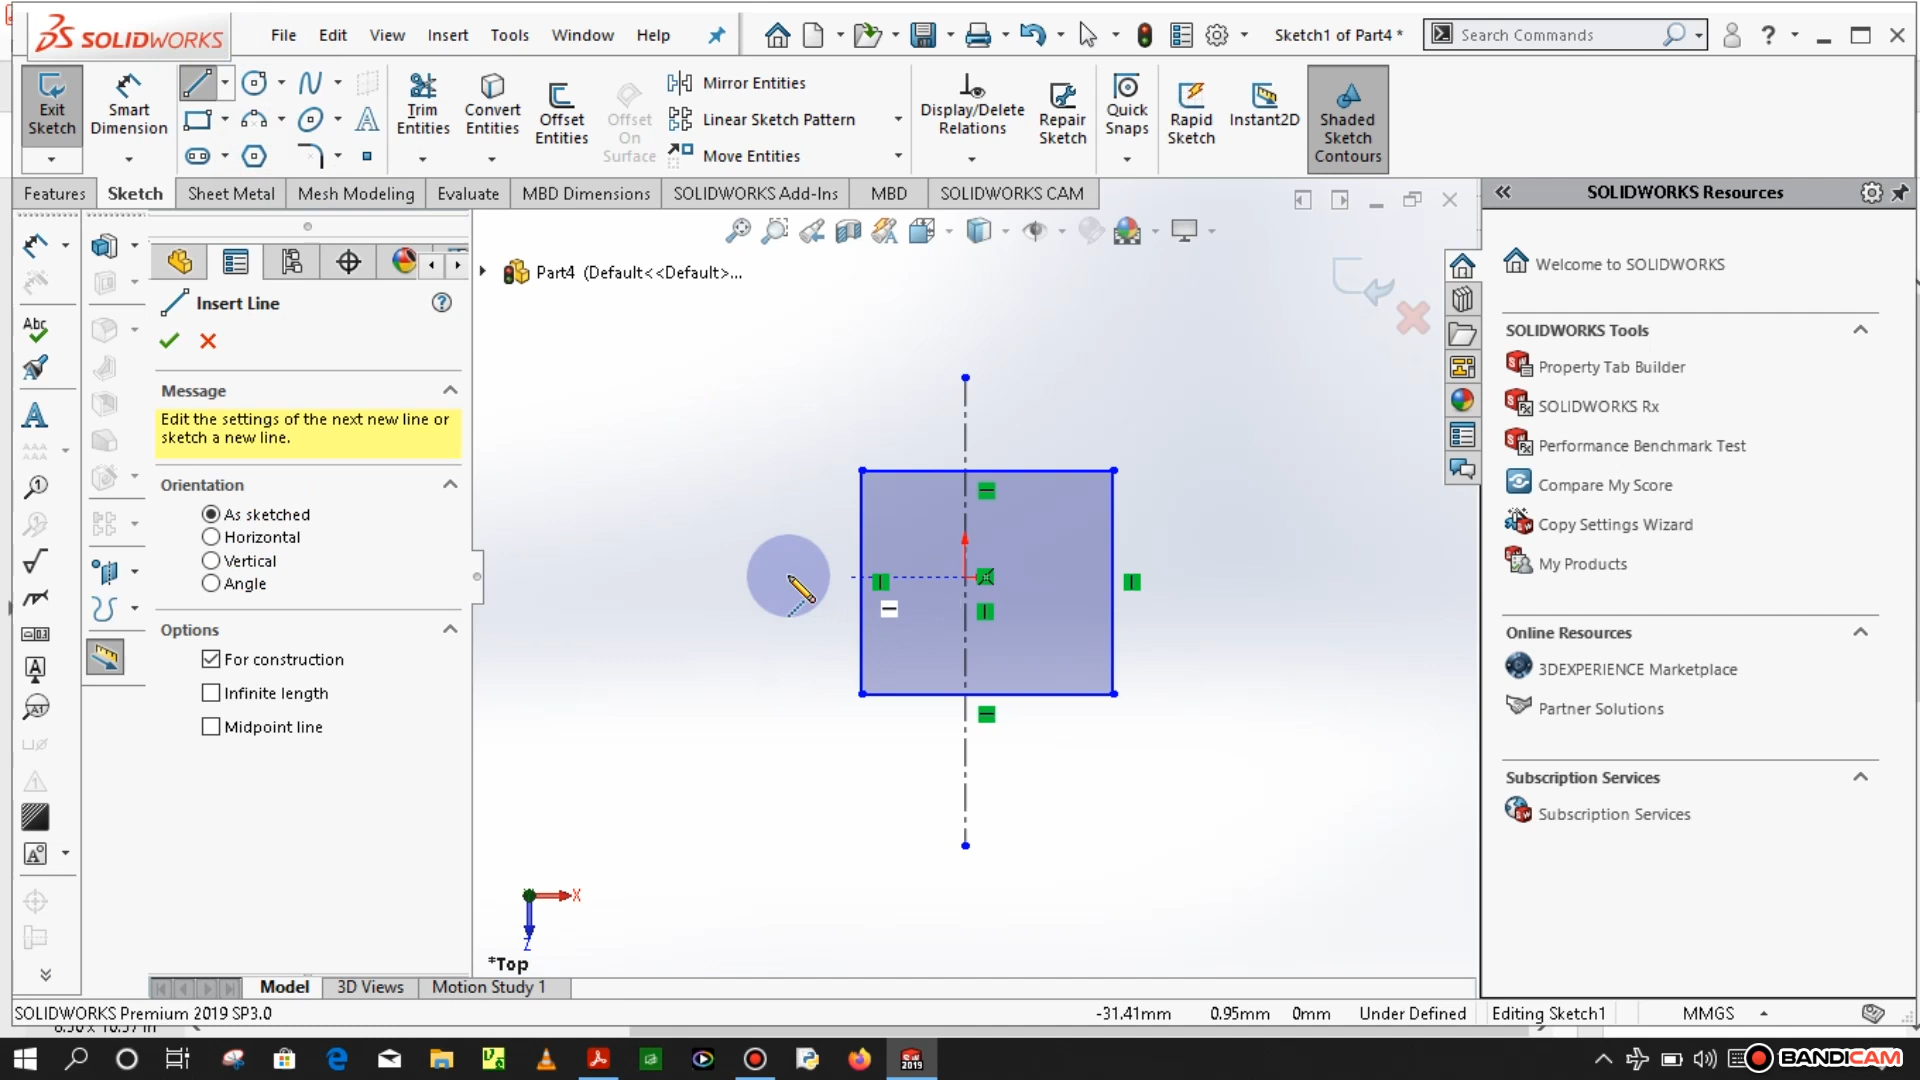 SOLIDWORKS
File Edit View Insert Tools Window Help
Sketch1 of Part4 *
Search Commands
Exit Sketch
Smart Dimension
Trim Entities
Convert Entities
Offset Entities
Offset On Surface
Mirror Entities
Linear Sketch Pattern
Move Entities
Display/Delete Relations
Repair Sketch
Quick Snaps
Rapid Sketch
Instant2D
Shaded Sketch Contours
Features Sketch Sheet Metal Mesh Modeling Evaluate MBD Dimensions SOLIDWORKS Add-Ins MBD SOLIDWORKS CAM
SOLIDWORKS Resources
Part4 (Default<<Default>...
Insert Line
Message
Edit the settings of the next new line or
sketch a new line.
Orientation
As sketched
Horizontal
Vertical
Angle
Options
For construction
Infinite length
Midpoint line
X
Z
*Top
Welcome to SOLIDWORKS
SOLIDWORKS Tools
Property Tab Builder
SOLIDWORKS Rx
Performance Benchmark Test
Compare My Score
Copy Settings Wizard
My Products
Online Resources
3DEXPERIENCE Marketplace
Partner Solutions
Subscription Services
Subscription Services
Model 3D Views Motion Study 1
SOLIDWORKS Premium 2019 SP3.0
-31.41mm 0.95mm 0mm Under Defined Editing Sketch1 MMGS
BANDICAM